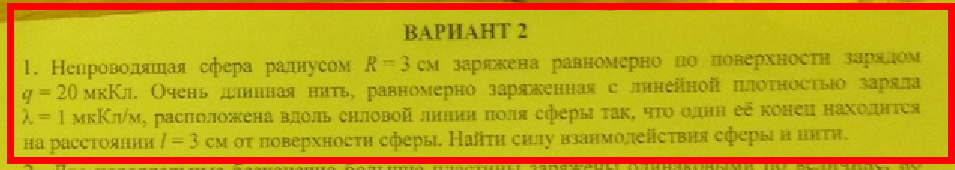 ВАРИАНТ 2
1. Непроводящая сфера радиусом R = 3 см заряжена равномерно по поверхности зарядом
q = 20 мкКл. Очень длинная нить, равномерно заряженная с линейной плотностью заряда
λ = 1 мкКл/м, расположена вдоль силовой линии поля сферы так, что один её конец находится
на расстоянии l = 3 см от поверхности сферы. Найти силу взаимодействия сферы и нити.